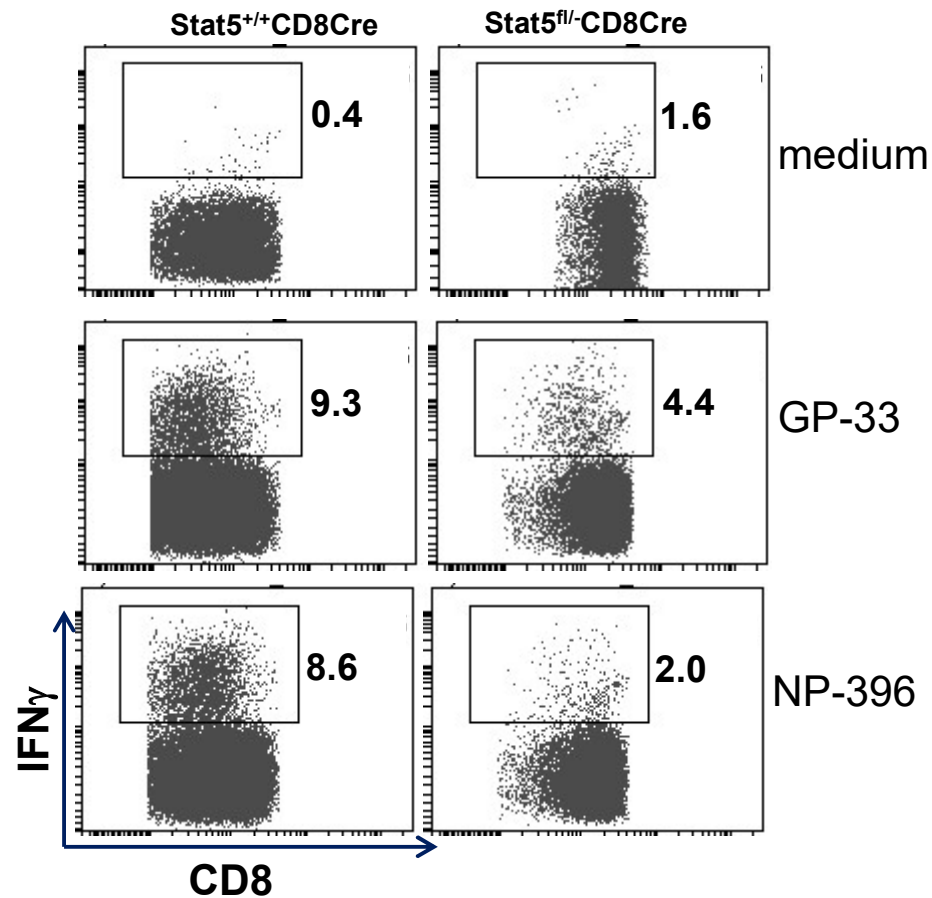 Stat5+/+CD8Cre
Stat5fl/-CD8Cre
0.4
1.6
medium
9.3
4.4
GP-33
8.6
2.0
NP-396
IFNγ
CD8